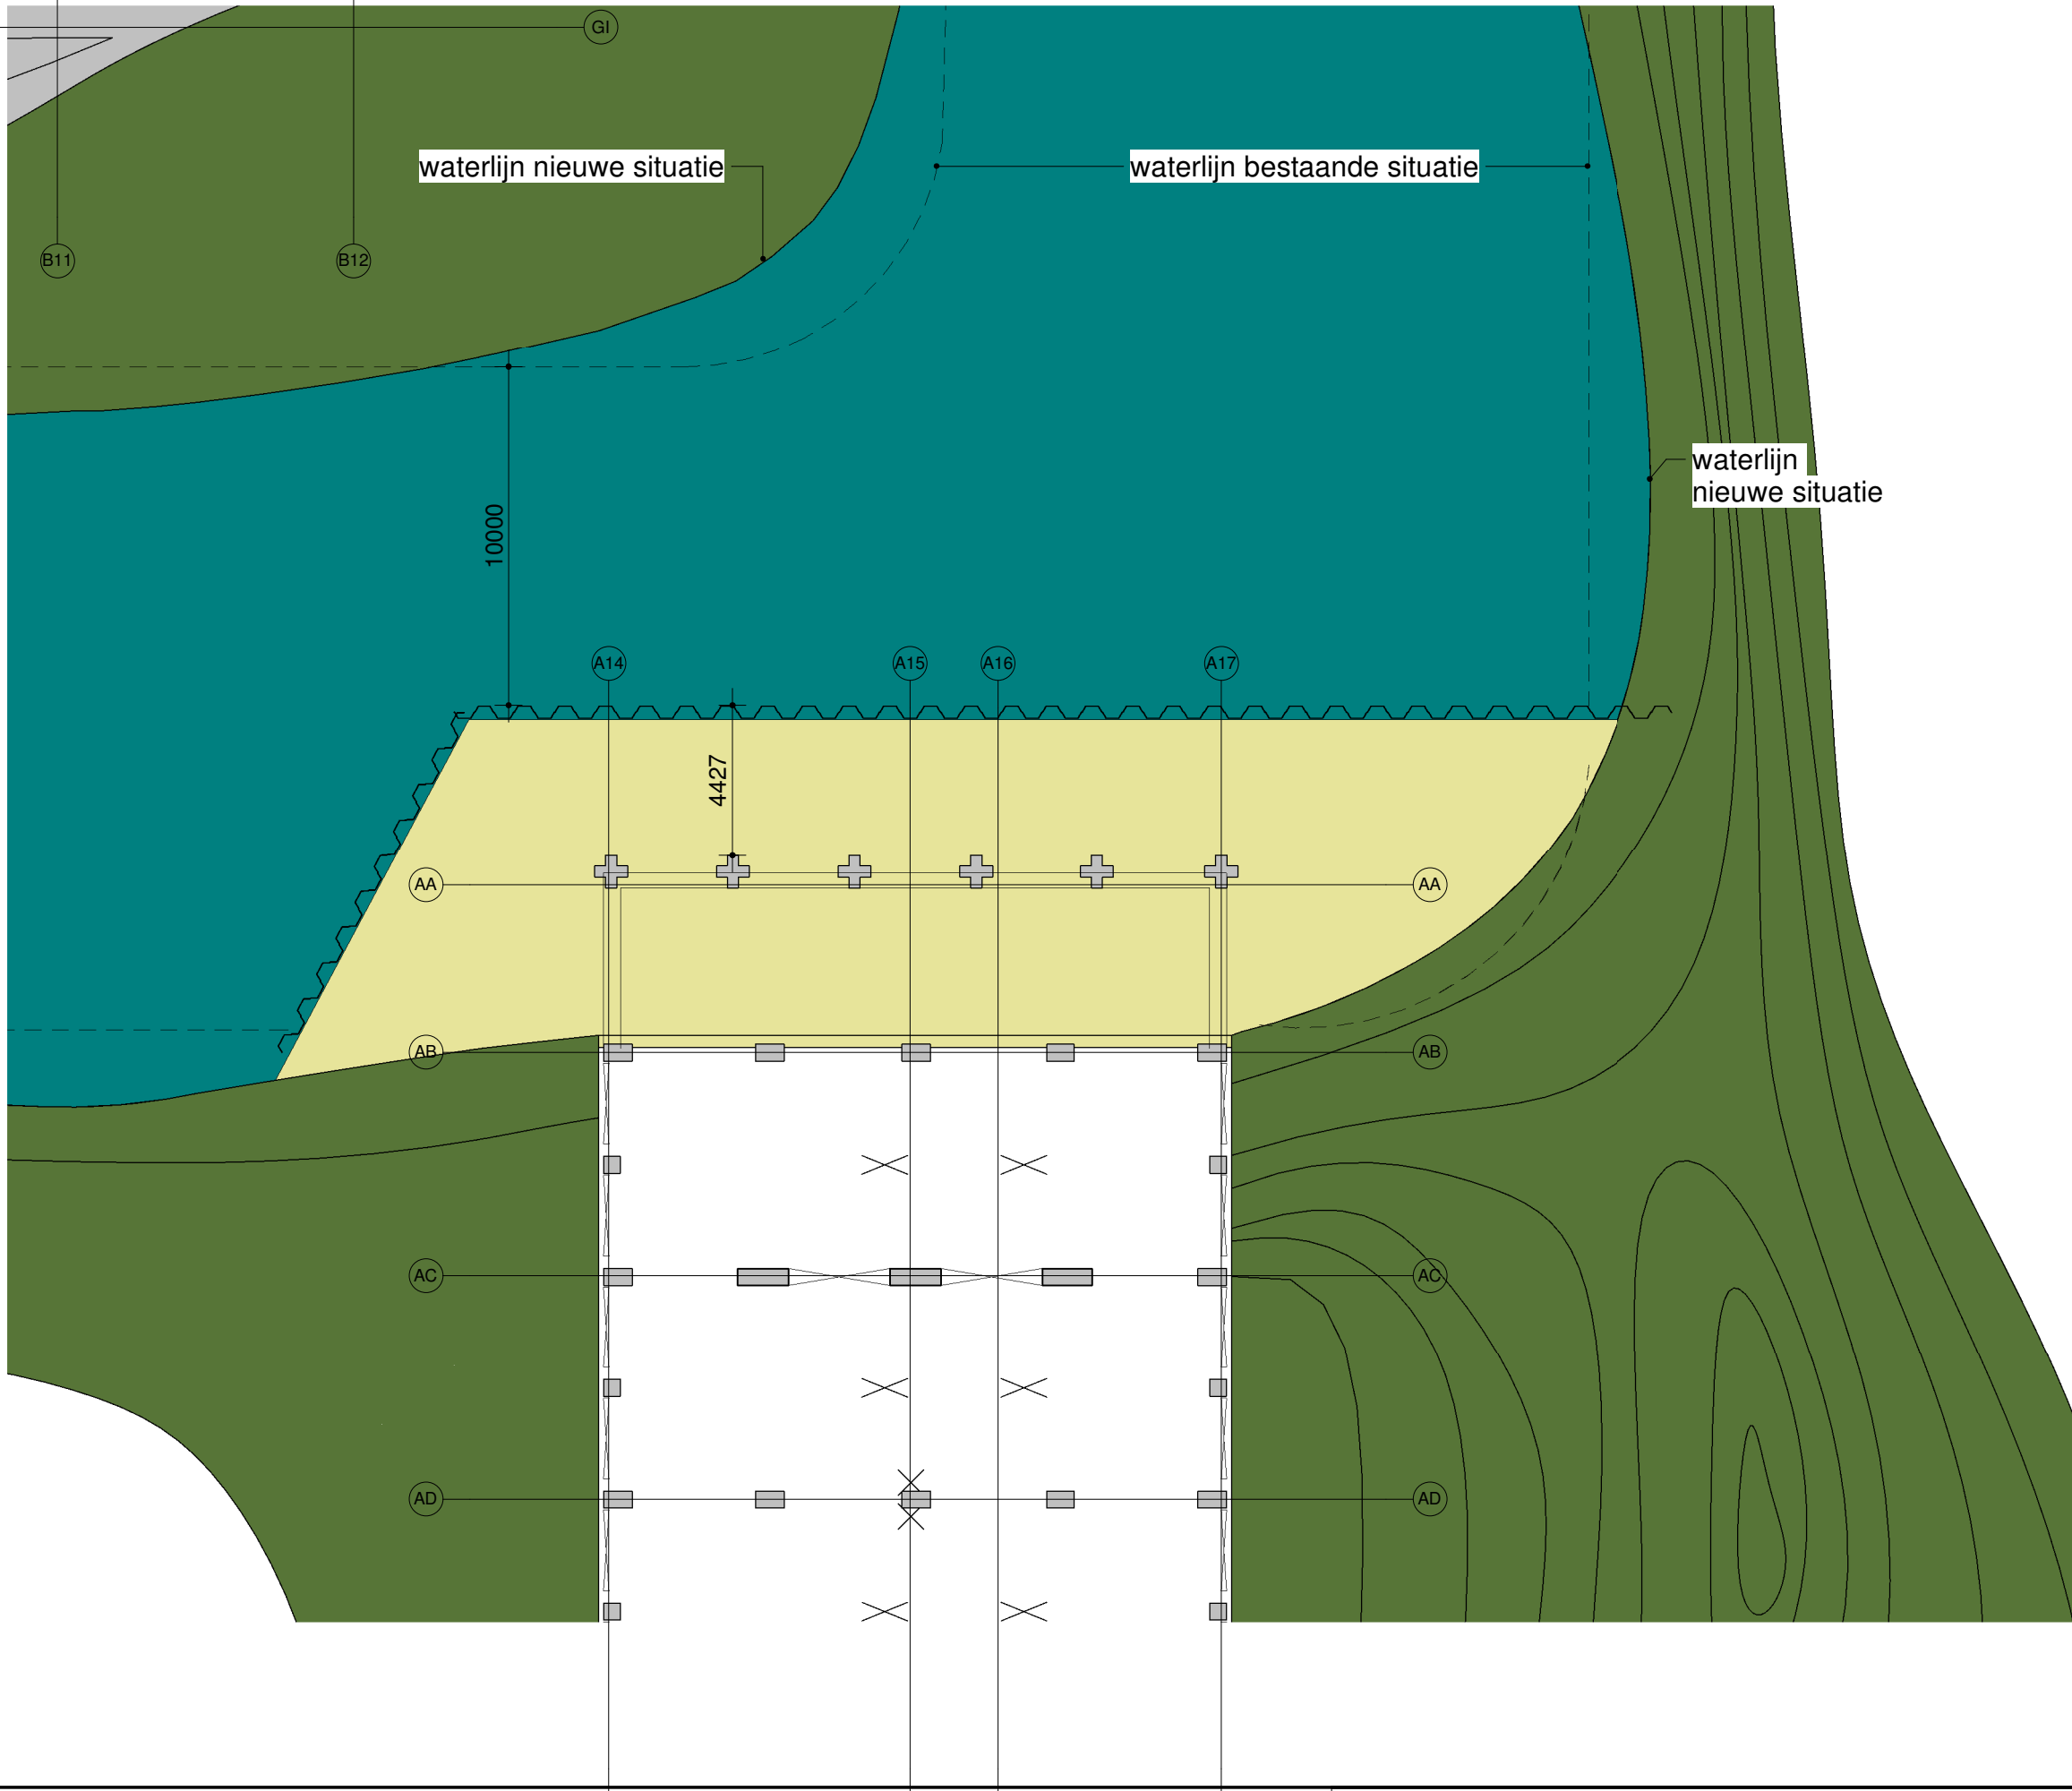 GI
waterlijn nieuwe situatie
waterlijn bestaande situatie
B11
B12
waterlijn
nieuwe situatie
10000
A14
A15
A16
A17
4427
AA
AA
AB
AB
AC
AC
AD
AD